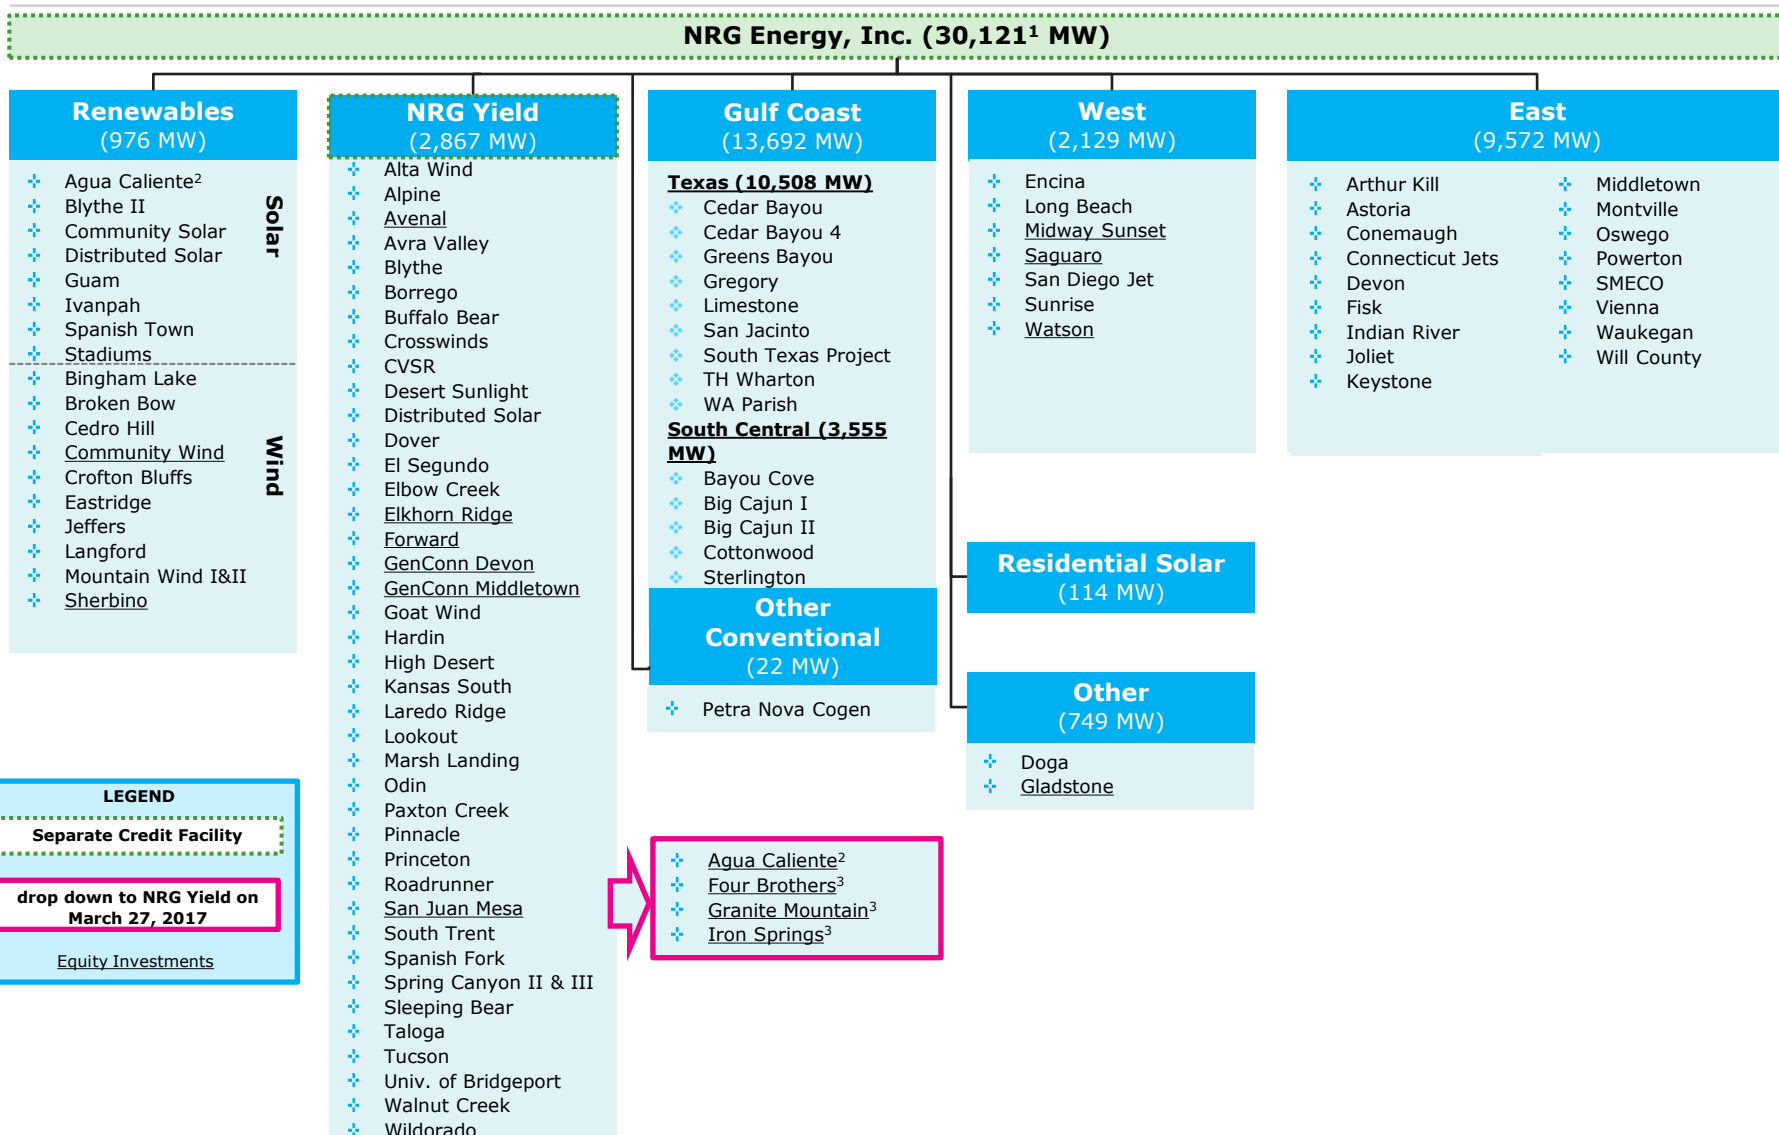 NRG Energy, Inc. (30,121¹ MW)
Renewables
(976 MW)
Agua Caliente²
Blythe II
Community Solar
Distributed Solar
Guam
Ivanpah
Spanish Town
Stadiums
Solar
Bingham Lake
Broken Bow
Cedro Hill
Community Wind
Crofton Bluffs
Eastridge
Jeffers
Langford
Mountain Wind I&II
Sherbino
Wind
NRG Yield
(2,867 MW)
Alta Wind
Alpine
Avenal
Avra Valley
Blythe
Borrego
Buffalo Bear
Crosswinds
CVSR
Desert Sunlight
Distributed Solar
Dover
El Segundo
Elbow Creek
Elkhorn Ridge
Forward
GenConn Devon
GenConn Middletown
Goat Wind
Hardin
High Desert
Kansas South
Laredo Ridge
Lookout
Marsh Landing
Odin
Paxton Creek
Pinnacle
Princeton
Roadrunner
San Juan Mesa
South Trent
Spanish Fork
Spring Canyon II & III
Sleeping Bear
Taloga
Tucson
Univ. of Bridgeport
Walnut Creek
Wildorado
Gulf Coast
(13,692 MW)
Texas (10,508 MW)
Cedar Bayou
Cedar Bayou 4
Greens Bayou
Gregory
Limestone
San Jacinto
South Texas Project
TH Wharton
WA Parish
South Central (3,555
MW)
Bayou Cove
Big Cajun I
Big Cajun II
Cottonwood
Sterlington
Other
Conventional
(22 MW)
Petra Nova Cogen
Agua Caliente²
Four Brothers³
Granite Mountain³
Iron Springs³
West
(2,129 MW)
Encina
Long Beach
Midway Sunset
Saguaro
San Diego Jet
Sunrise
Watson
Residential Solar
(114 MW)
Other
(749 MW)
Doga
Gladstone
East
(9,572 MW)
Arthur Kill
Astoria
Conemaugh
Connecticut Jets
Devon
Fisk
Indian River
Joliet
Keystone
Middletown
Montville
Oswego
Powerton
SMECO
Vienna
Waukegan
Will County
LEGEND
Separate Credit Facility
drop down to NRG Yield on
March 27, 2017
Equity Investments